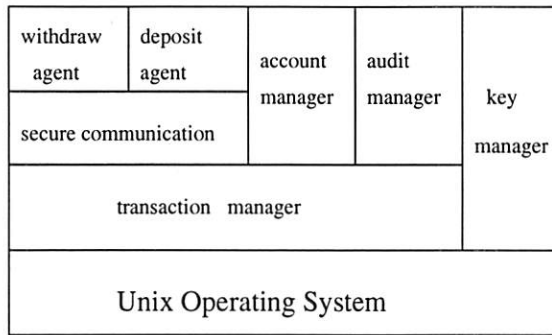 withdraw
agent
deposit
agent
account
manager
audit
manager
key
manager
secure communication
transaction manager
Unix Operating System